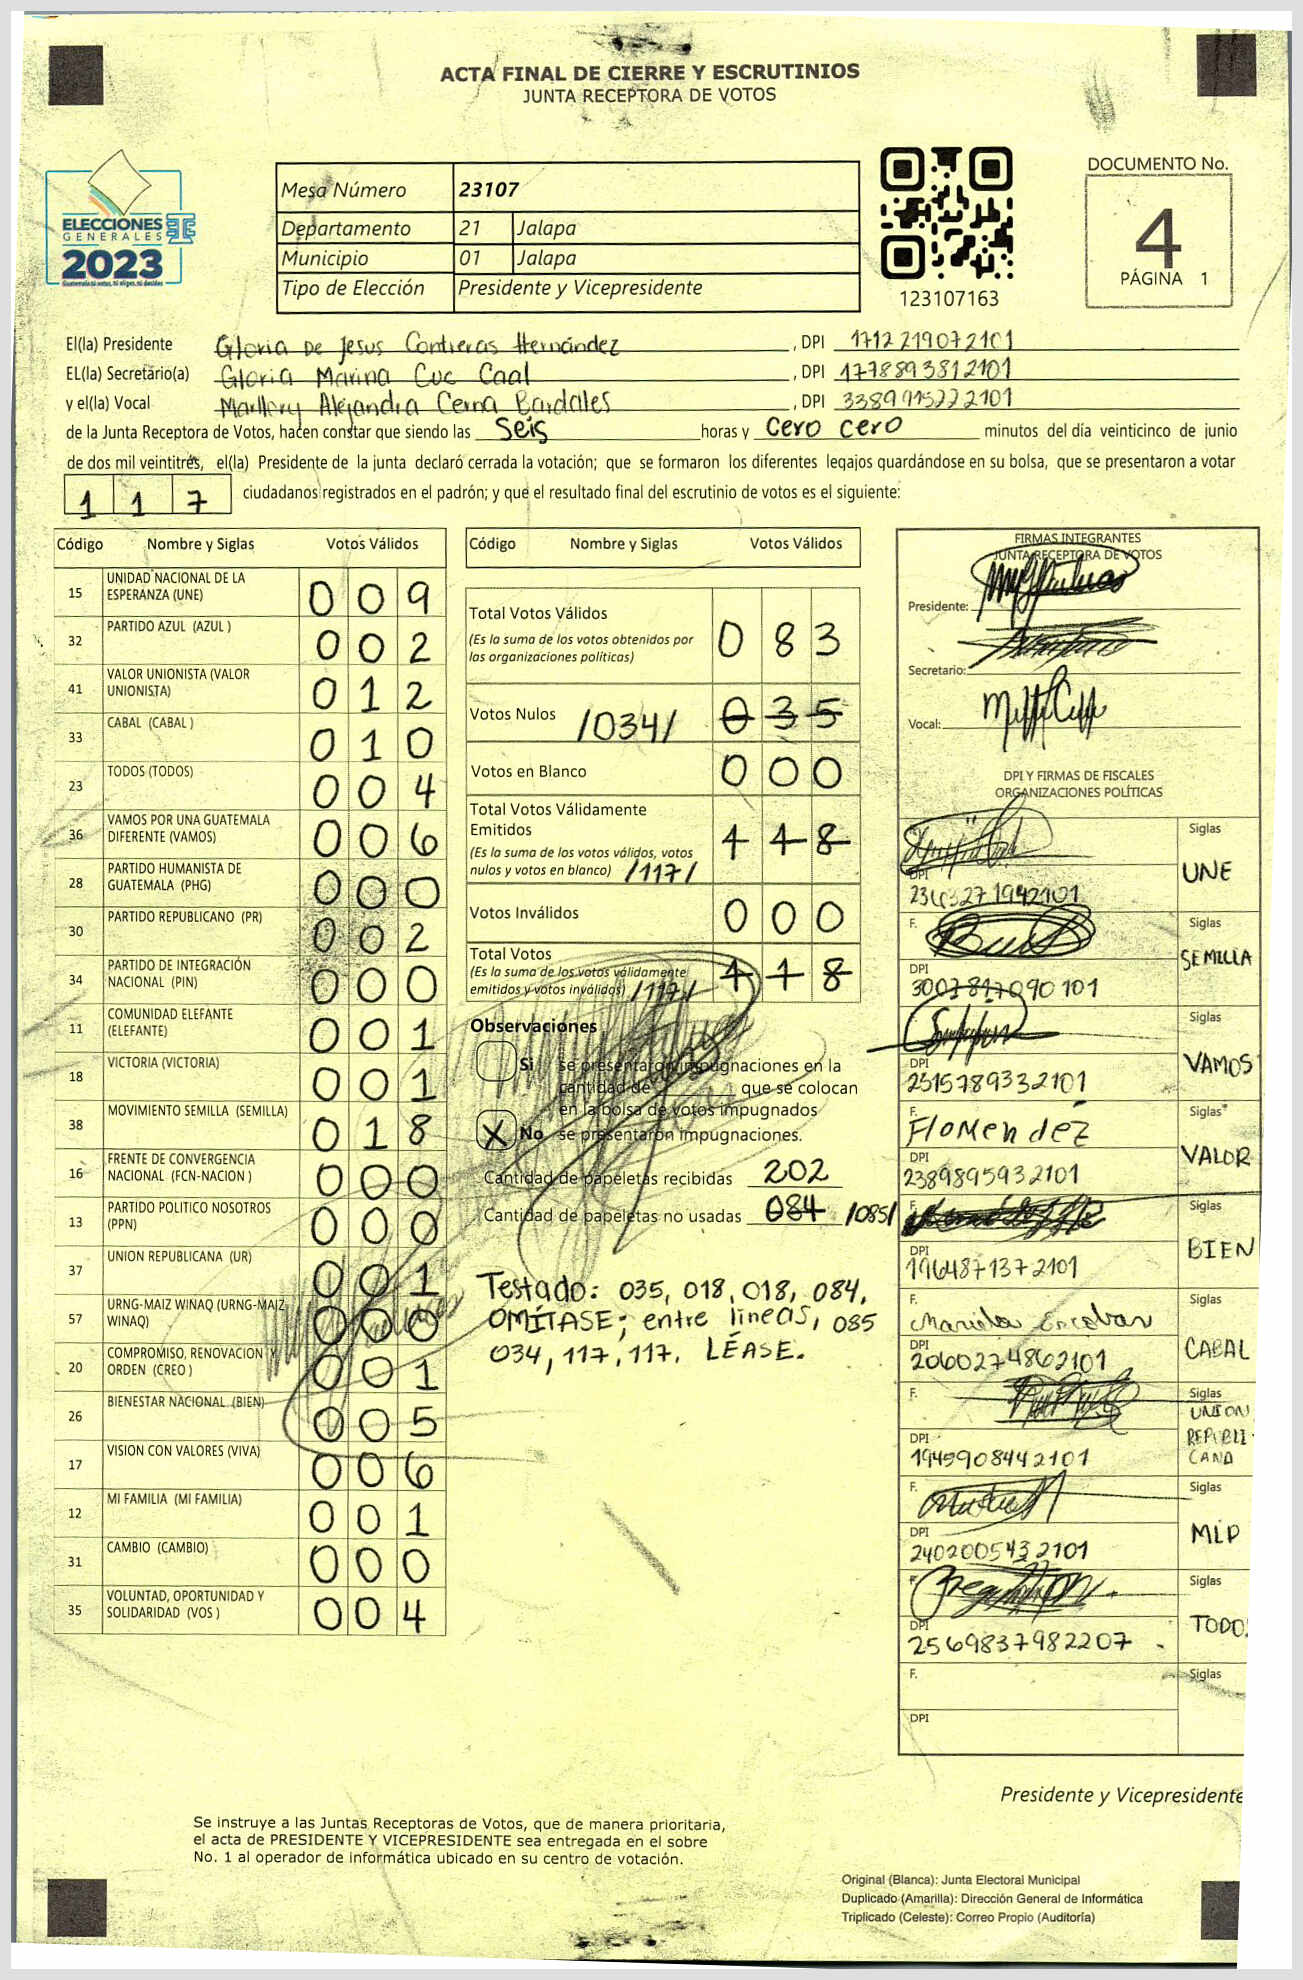 ACTA FINAL DE CIERRE Y ESCRUTINIOS
JUNTA RECEPTORA DE VOTOS
ELECCIONES
GENERALES
2023
Guatemala tú votas, tú eliges, tú decides
Mesa Número 23107
Departamento 21 Jalapa
Municipio 01 Jalapa
Tipo de Elección Presidente y Vicepresidente
123107163
DOCUMENTO No.
4
PÁGINA 1
El(la) Presidente Gloria De Jesus Contreras Hernández, DPI 1712219072101
EL(la) Secretario(a) Gloria Marina Cuc Caal, DPI 1778893812101
y el(la) Vocal Marllery Alejandra Cerna Bardales, DPI 3389915222101
de la Junta Receptora de Votos, hacen constar que siendo las Seis horas y Cero cero minutos del día veinticinco de junio
de dos mil veintitrés, el(la) Presidente de la junta declaró cerrada la votación; que se formaron los diferentes legajos guardándose en su bolsa, que se presentaron a votar
1 1 7 ciudadanos registrados en el padrón; y que el resultado final del escrutinio de votos es el siguiente:
Código Nombre y Siglas Votos Válidos
15 UNIDAD NACIONAL DE LA ESPERANZA (UNE) 0 0 9
32 PARTIDO AZUL (AZUL ) 0 0 2
41 VALOR UNIONISTA (VALOR UNIONISTA) 0 1 2
33 CABAL (CABAL ) 0 1 0
23 TODOS (TODOS) 0 0 4
36 VAMOS POR UNA GUATEMALA DIFERENTE (VAMOS) 0 0 6
28 PARTIDO HUMANISTA DE GUATEMALA (PHG) 0 0 0
30 PARTIDO REPUBLICANO (PR) 0 0 2
34 PARTIDO DE INTEGRACIÓN NACIONAL (PIN) 0 0 0
11 COMUNIDAD ELEFANTE (ELEFANTE) 0 0 1
18 VICTORIA (VICTORIA) 0 0 1
38 MOVIMIENTO SEMILLA (SEMILLA) 0 1 8
16 FRENTE DE CONVERGENCIA NACIONAL (FCN-NACION ) 0 0 0
13 PARTIDO POLITICO NOSOTROS (PPN) 0 0 0
37 UNION REPUBLICANA (UR) 0 0 1
57 URNG-MAIZ WINAQ (URNG-MAIZ WINAQ) 0 0 0
20 COMPROMISO, RENOVACION Y ORDEN (CREO ) 0 0 1
26 BIENESTAR NACIONAL (BIEN) 0 0 5
17 VISION CON VALORES (VIVA) 0 0 6
12 MI FAMILIA (MI FAMILIA) 0 0 1
31 CAMBIO (CAMBIO) 0 0 0
35 VOLUNTAD, OPORTUNIDAD Y SOLIDARIDAD (VOS ) 0 0 4
Código Nombre y Siglas Votos Válidos
Total Votos Válidos 0 8 3
(Es la suma de los votos obtenidos por
las organizaciones políticas)
Votos Nulos /034/ 0 3 5
Votos en Blanco 0 0 0
Total Votos Válidamente
Emitidos 1 1 8
(Es la suma de los votos válidos, votos
nulos y votos en blanco) /117/
Votos Inválidos 0 0 0
Total Votos 1 1 8
(Es la suma de los votos válidamente
emitidos y votos inválidos) /117/
Observaciones
Si se presentaron impugnaciones en la
cantidad de que se colocan
en la bolsa de votos impugnados
X No se presentaron impugnaciones.
Cantidad de papeletas recibidas 202
Cantidad de papeletas no usadas 084 /085/
Testado: 035, 018, 018, 084,
OMÍTASE; entre lineas, 085
034, 117, 117. LÉASE.
FIRMAS INTEGRANTES
JUNTA RECEPTORA DE VOTOS
Presidente:
Secretario:
Vocal:
DPI Y FIRMAS DE FISCALES
ORGANIZACIONES POLÍTICAS
Siglas UNE
DPI
F. Siglas SEMILLA
DPI
Siglas VAMOS
DPI 2515789332101
F. Flo Mendéz Siglas VALOR
DPI 2389895932101
F. Siglas BIEN
DPI 1964871372101
F. Mariela Escobar Siglas CABAL
DPI 2060274862101
F. Siglas UNION REPUBLICANA
DPI 1945908442101
F. Siglas MLP
DPI 2402005432101
F. Siglas TODO
DPI 2569837982207
F. Siglas
DPI
Presidente y Vicepresidente
Se instruye a las Juntas Receptoras de Votos, que de manera prioritaria,
el acta de PRESIDENTE Y VICEPRESIDENTE sea entregada en el sobre
No. 1 al operador de informática ubicado en su centro de votación.
Original (Blanca): Junta Electoral Municipal
Duplicado (Amarilla): Dirección General de Informática
Triplicado (Celeste): Correo Propio (Auditoría)